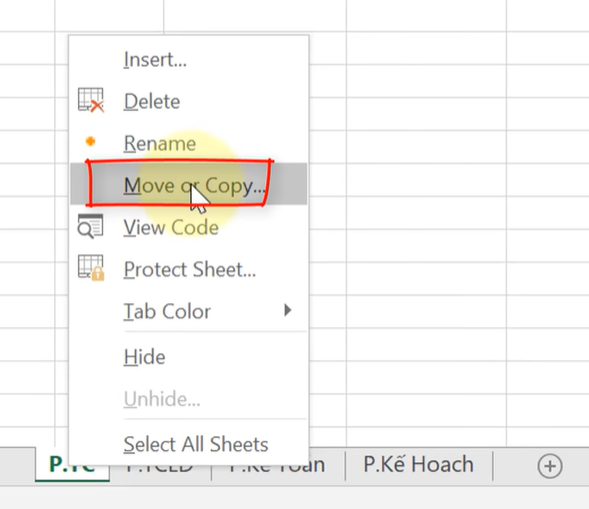 Insert...
Delete
Rename
Move or Copy...
View Code
Protect Sheet...
Tab Color
Hide
Unhide...
Select All Sheets
P.Kế Hoach